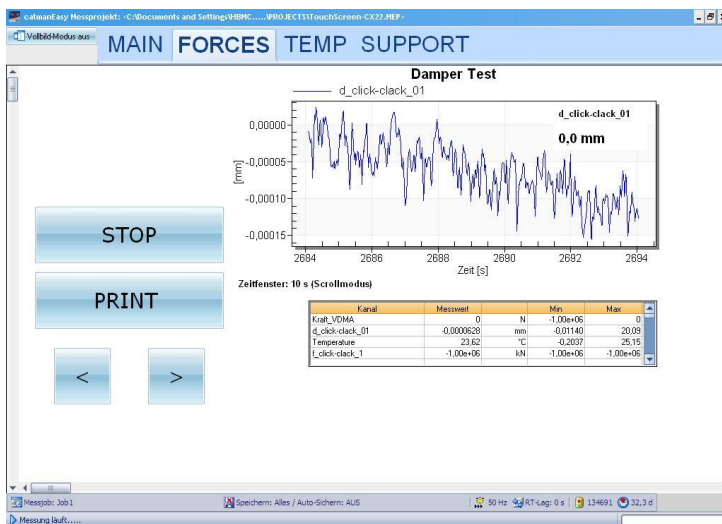 catmanEasy Messprojekt: <C:\Documents and Settings\HBMC.....\PROJECTS\TouchScreen-CX22.MEP>
Vollbild-Modus aus
MAIN FORCES TEMP SUPPORT
Damper Test
d_click-clack_01
d_click-clack_01
0,0 mm
0,00000
-0,00005
-0,00010
-0,00015
[mm]
2684 2686 2688 2690 2692 2694
Zeit [s]
STOP
PRINT
< >
Zeitfenster: 10 s (Scrollmodus)
Kanal Messwert Min Max
Kraft_VDMA 0 N -1,00e+06 0
d_click-clack_01 -0,0000628 mm -0,01140 20,09
Temperature 23,62 °C -0,2037 25,15
f_click-clack_1 -1,00e+06 kN -1,00e+06 -1,00e+06
Messjob: Job1 Speichern: Alles / Auto-Sichern: AUS 50 Hz RT-Lag: 0 s 134691 32,3 d
Messung läuft.....